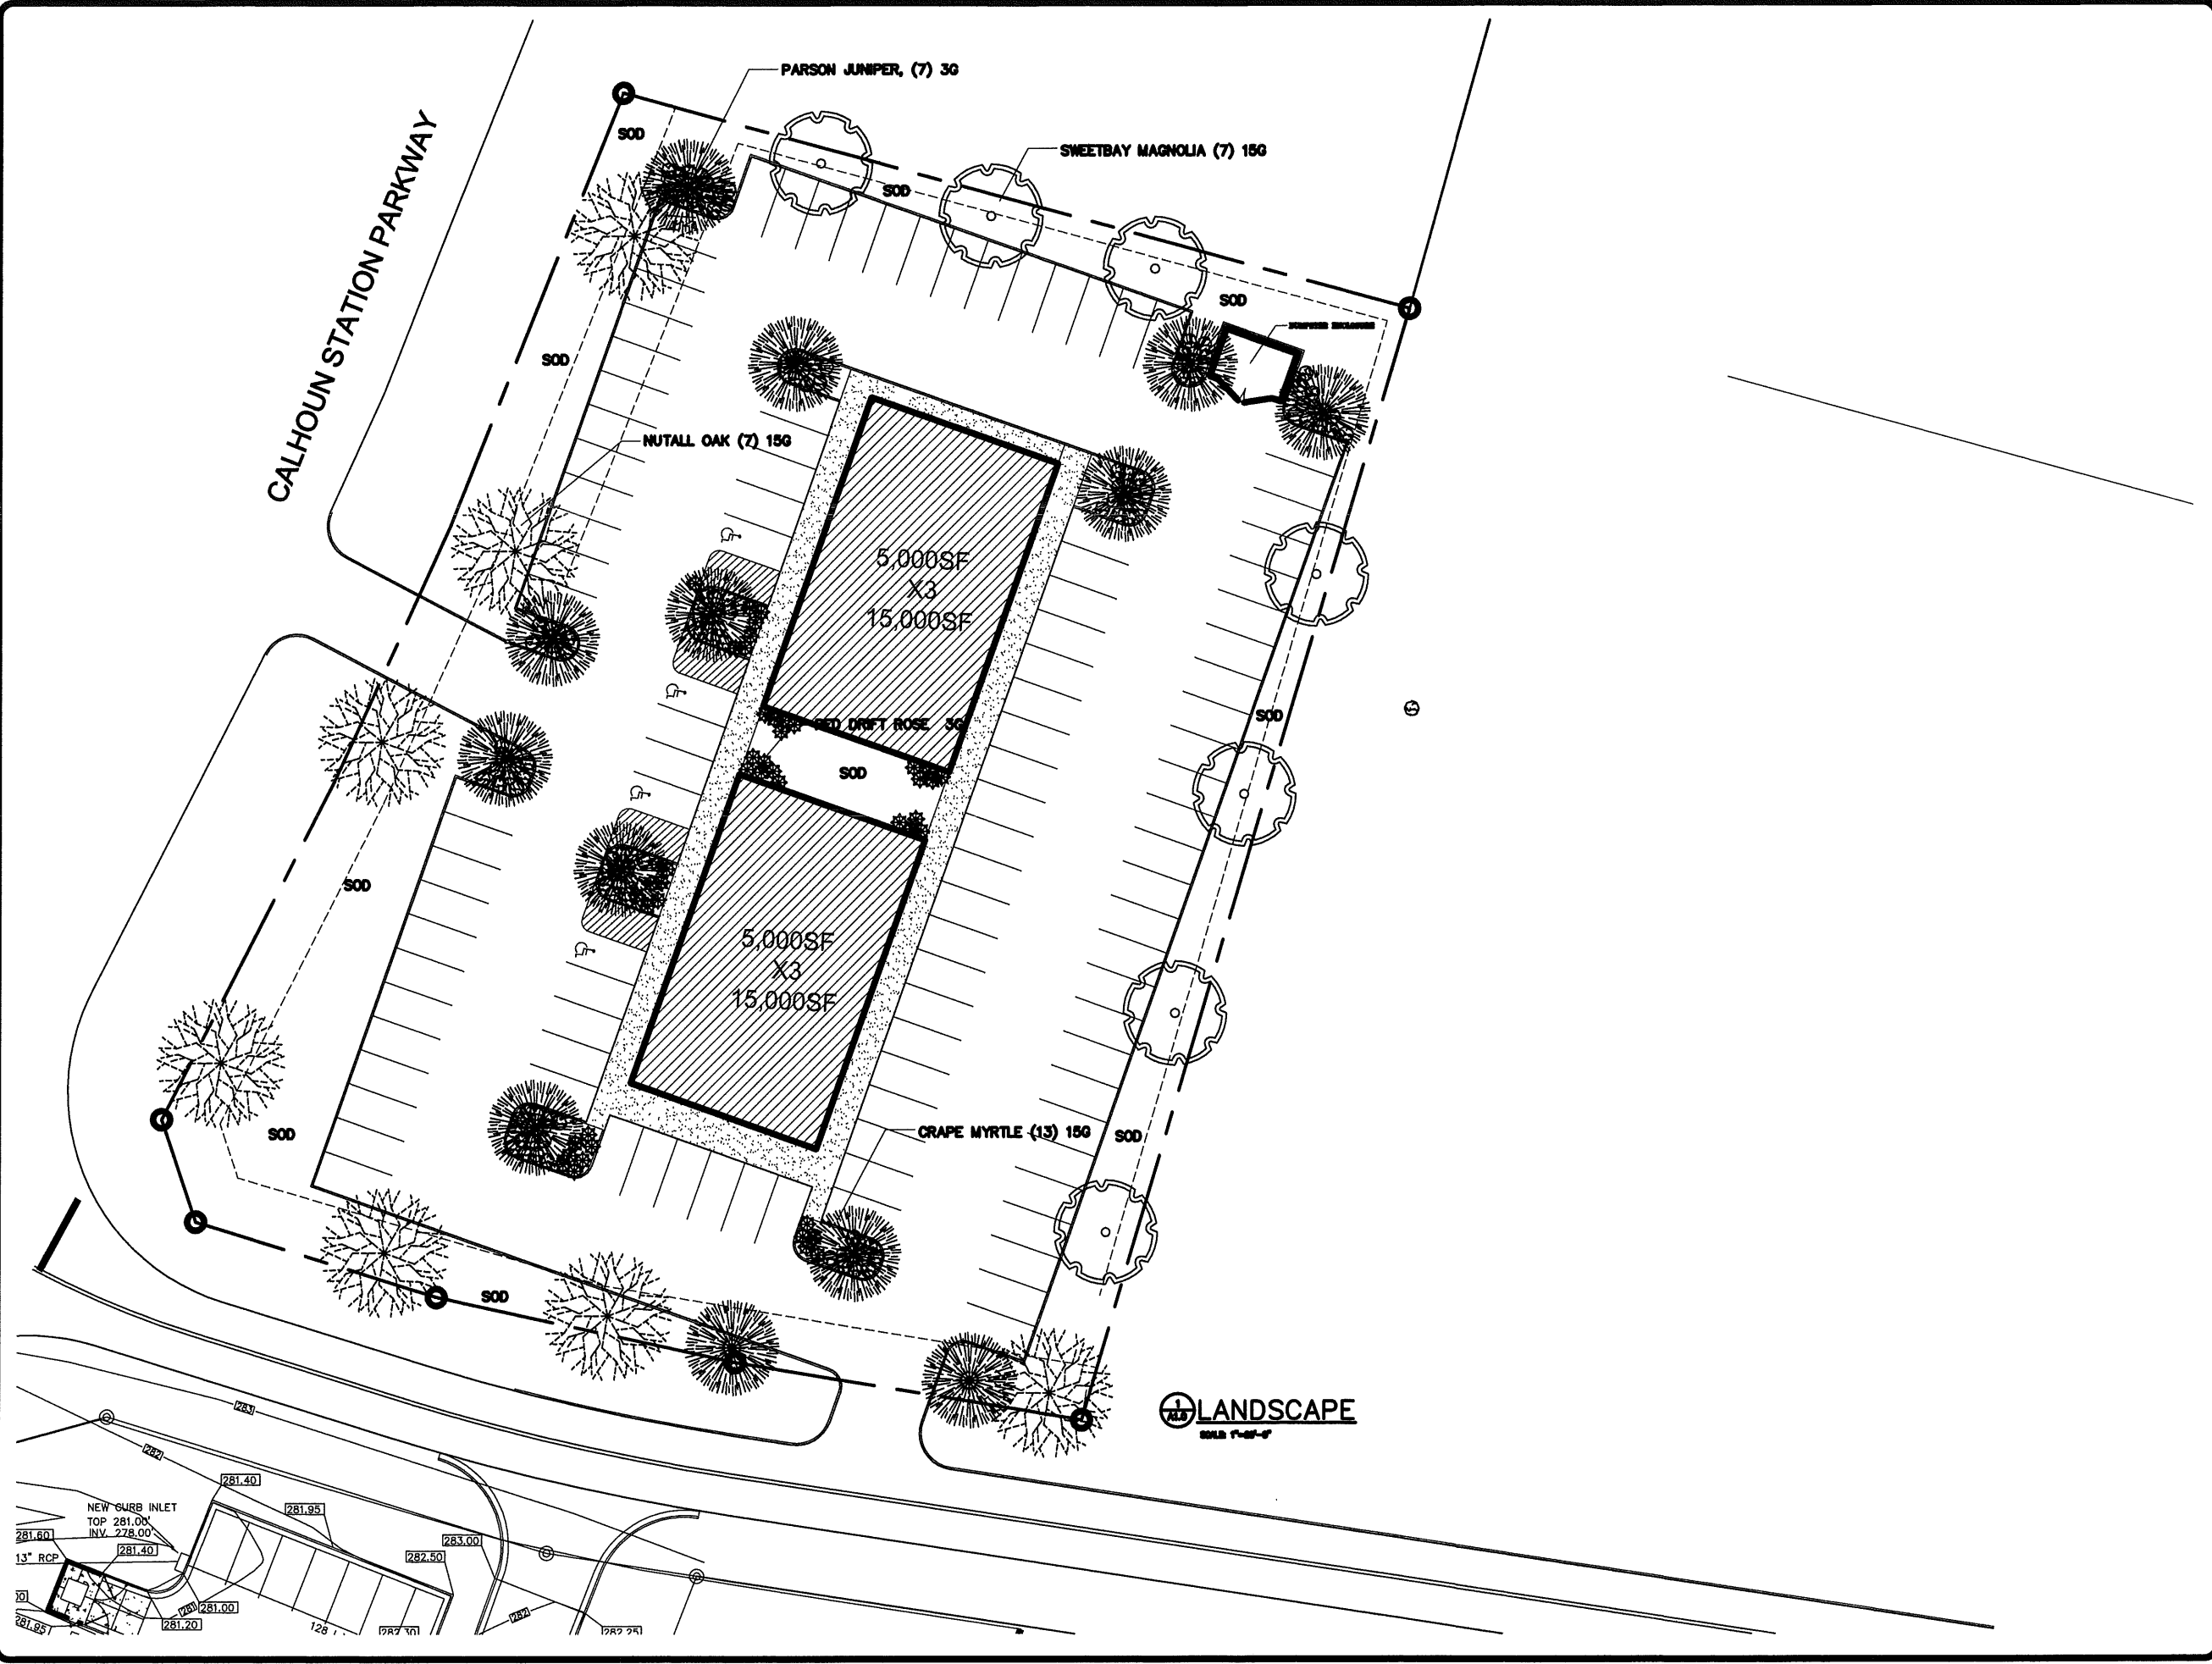 PARSON JUNIPER, (7) 3G
SWEETBAY MAGNOLIA (7) 15G
CALHOUN STATION PARKWAY
SOD
SOD
SOD
DUMPSTER ENCLOSURE
SOD
NUTALL OAK (7) 15G
5,000SF
X3
15,000SF
RED DRIFT ROSE 3G
SOD
SOD
SOD
5,000SF
X3
15,000SF
CRAPE MYRTLE (13) 15G
SOD
SOD
SOD
1
LANDSCAPE
283
282
281.40
281.95
NEW CURB INLET
TOP 281.00'
INV. 278.00'
281.60
281.40
13" RCP
282.50
283.00
281
281.00
281.20
281.95
128
282
282.25